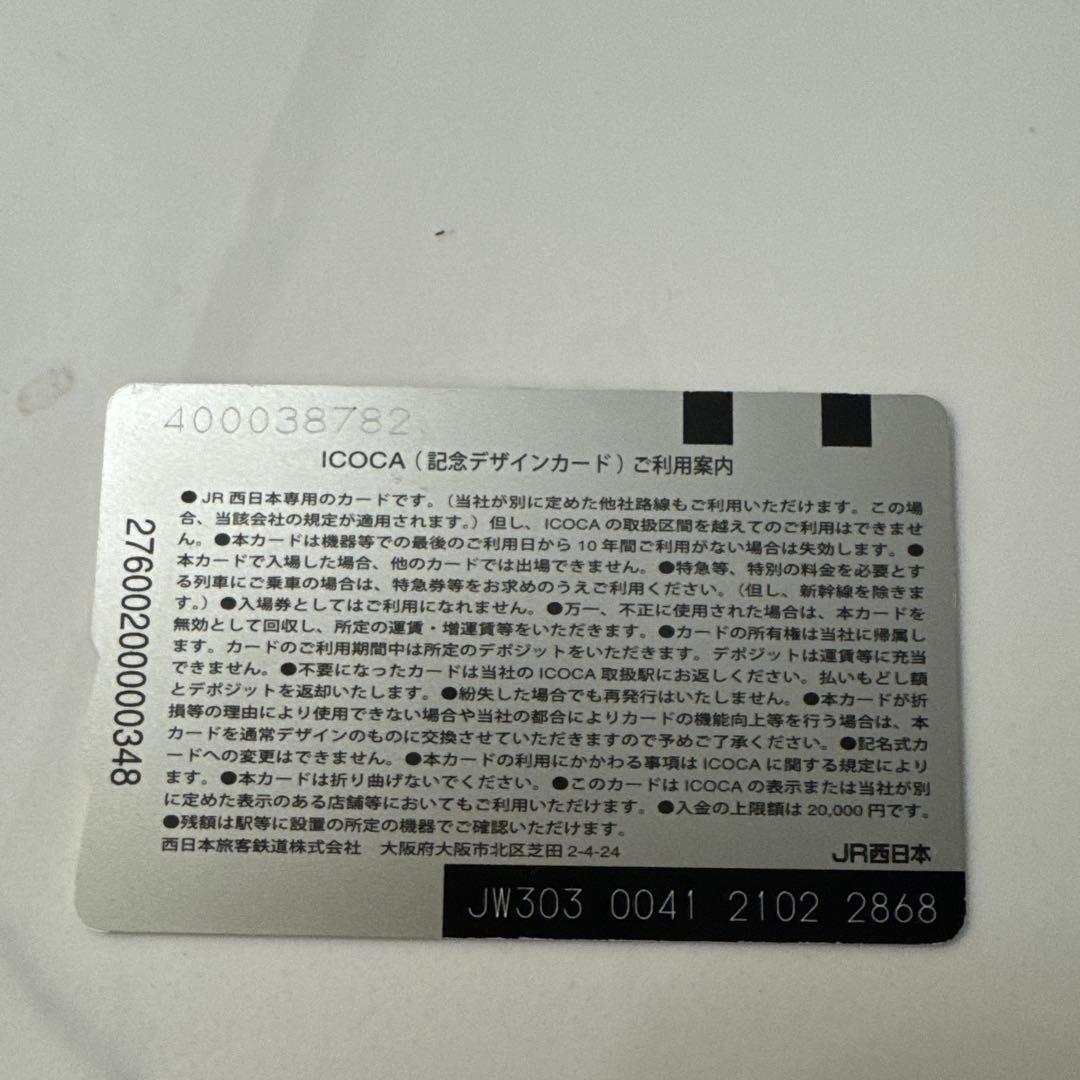 400038782
ICOCA（記念デザインカード）ご利用案内
●JR西日本専用のカードです。（当社が別に定めた他社路線もご利用いただけます。この場
合、当該会社の規定が適用されます。）但し、ICOCAの取扱区間を越えてのご利用はできませ
ん。●本カードは機器等での最後のご利用日から10年間ご利用がない場合は失効します。●
本カードで入場した場合、他のカードでは出場できません。●特急等、特別の料金を必要とす
る列車にご乗車の場合は、特急券等をお求めのうえご利用ください。（但し、新幹線を除きま
す。）●入場券としてはご利用になれません。●万一、不正に使用された場合は、本カードを
無効として回収し、所定の運賃・増運賃等をいただきます。●カードの所有権は当社に帰属し
ます。カードのご利用期間中は所定のデポジットをいただきます。デポジットは運賃等に充当
できません。●不要になったカードは当社のICOCA取扱駅にお返しください。払いもどし額
とデポジットを返却いたします。●紛失した場合でも再発行はいたしません。●本カードが折
損等の理由により使用できない場合や当社の都合によりカードの機能向上等を行う場合は、本
カードを通常デザインのものに交換させていただきますので予めご了承ください。●記名式カ
ードへの変更はできません。●本カードの利用にかかわる事項はICOCAに関する規定により
ます。●本カードは折り曲げないでください。●このカードはICOCAの表示または当社が別
に定めた表示のある店舗等においてもご利用いただけます。●入金の上限額は20,000円です。
●残額は駅等に設置の所定の機器でご確認いただけます。
西日本旅客鉄道株式会社　大阪府大阪市北区芝田2-4-24
JR西日本
JW303 0041 2102 2868
2760020000000348